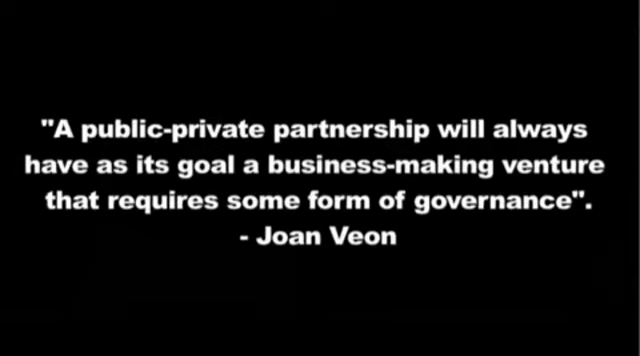 "A public-private partnership will always
have as its goal a business-making venture
that requires some form of governance".
- Joan Veon